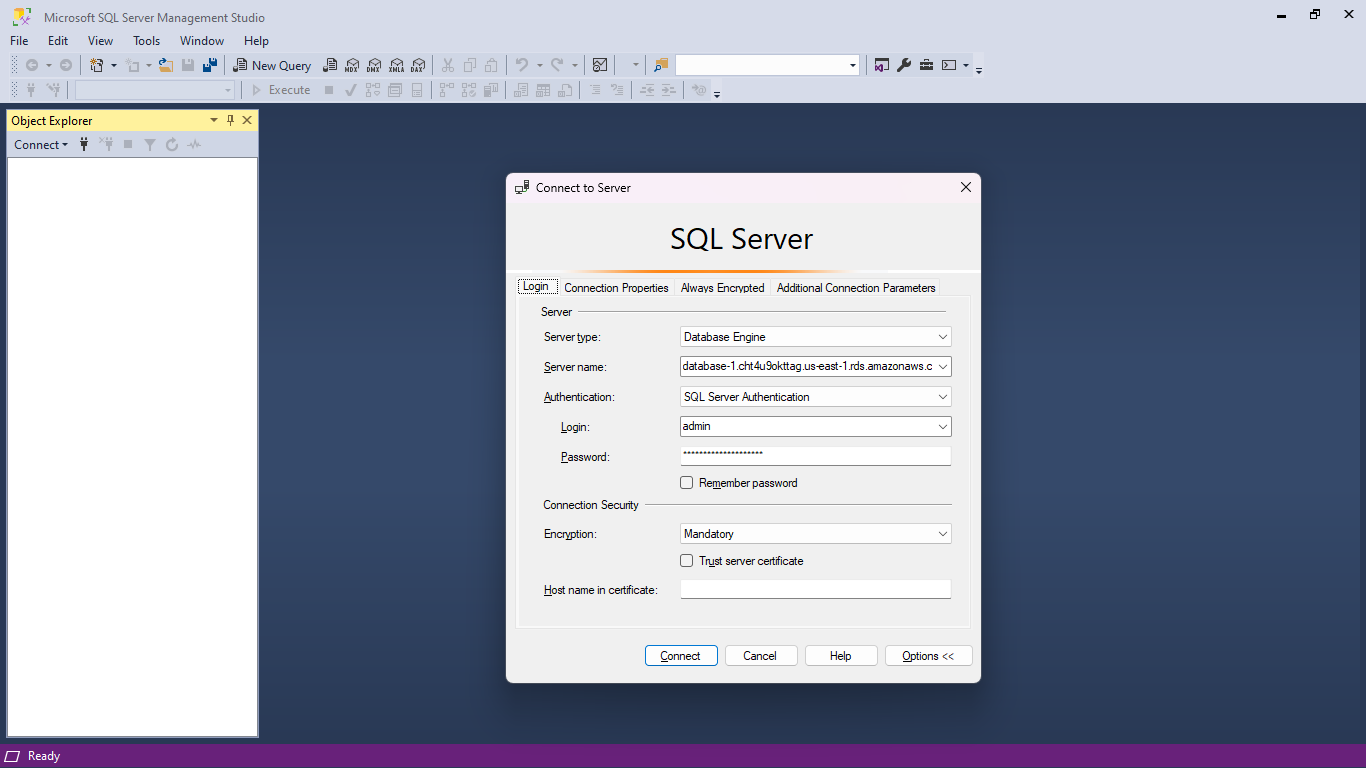 Microsoft SQL Server Management Studio
File Edit View Tools Window Help
New Query MDX DMX XMLA DAX
Execute
Object Explorer
Connect
Connect to Server
SQL Server
Login Connection Properties Always Encrypted Additional Connection Parameters
Server
Server type: Database Engine
Server name: database-1.cht4u9okttag.us-east-1.rds.amazonaws.c
Authentication: SQL Server Authentication
Login: admin
Password: ********************
Remember password
Connection Security
Encryption: Mandatory
Trust server certificate
Host name in certificate:
Connect Cancel Help Options <<
Ready